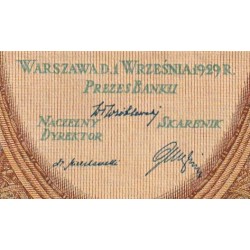 WARSZAWA D. 1 WRZEŚNIA 1929 R.
PREZES BANKU
NACZELNY SKARBNIK
DYREKTOR